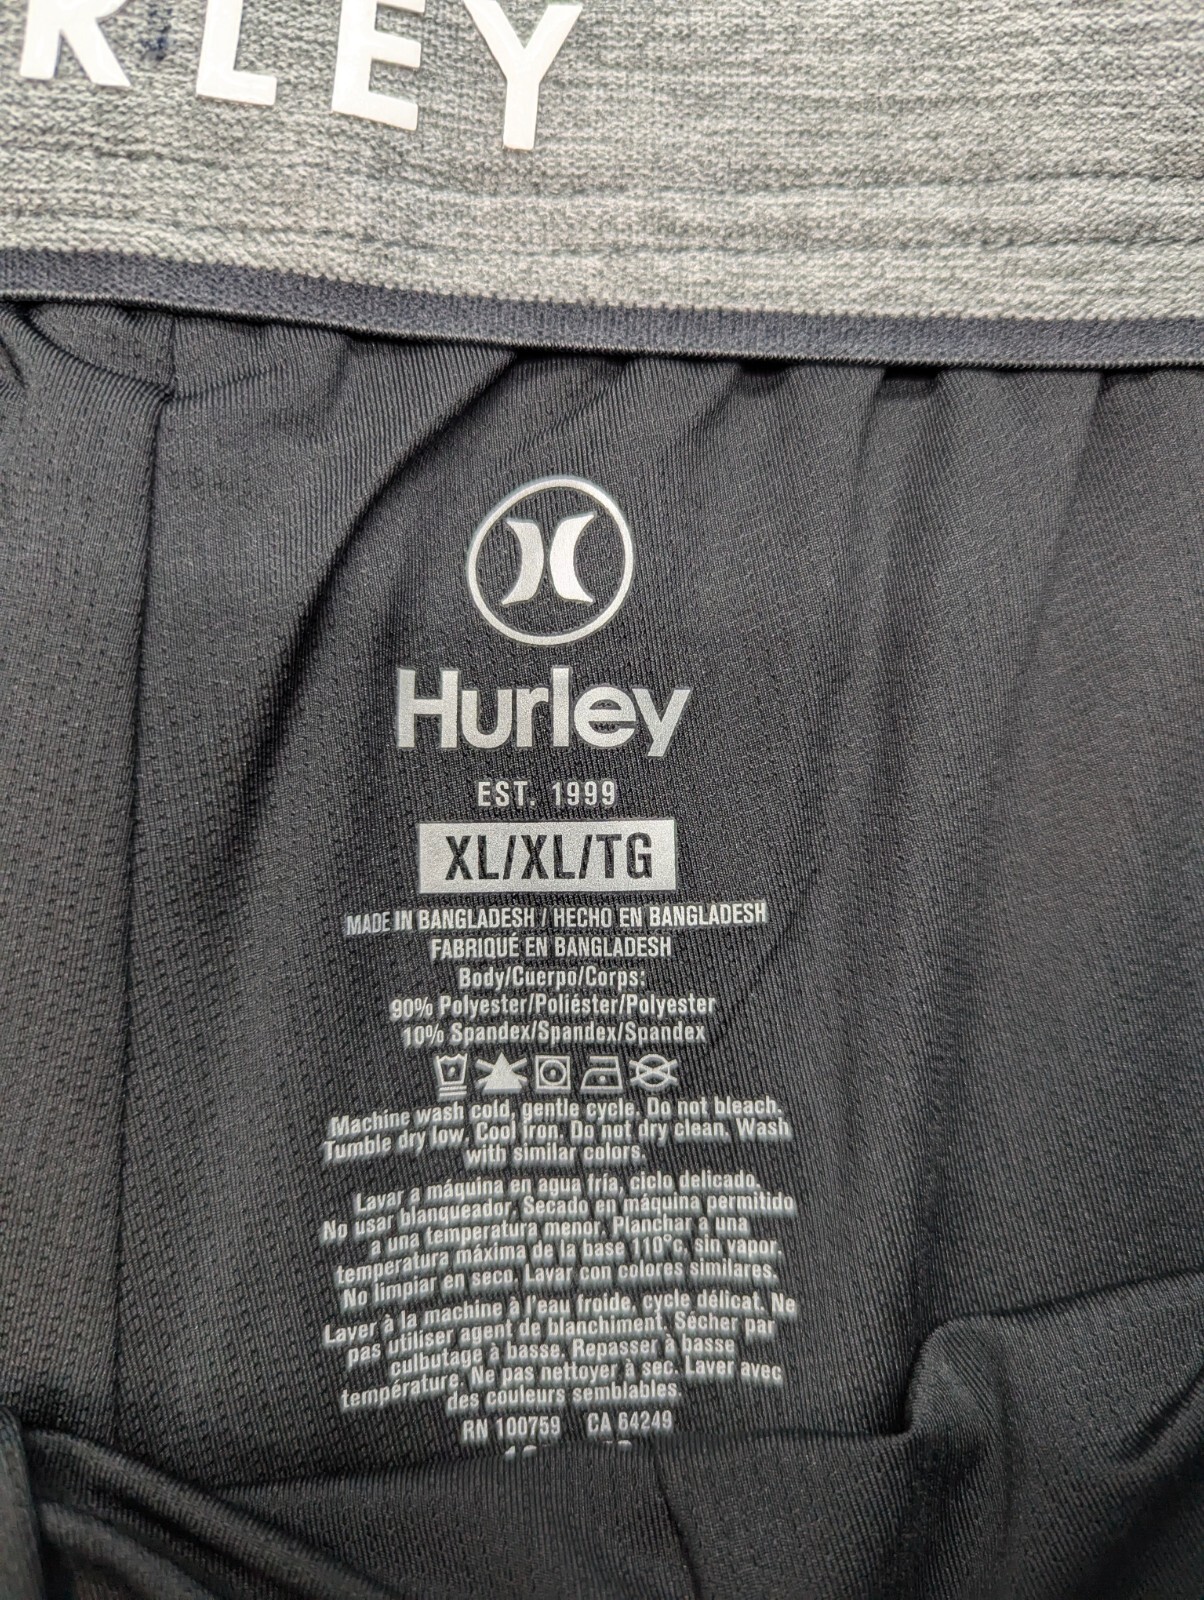 RLEY
Hurley
EST. 1999
XL/XL/TG
MADE IN BANGLADESH / HECHO EN BANGLADESH
FABRIQUÉ EN BANGLADESH
Body/Cuerpo/Corps:
90% Polyester/Poliéster/Polyester
10% Spandex/Spandex/Spandex
Machine wash cold, gentle cycle. Do not bleach.
Tumble dry low. Cool iron. Do not dry clean. Wash
with similar colors.
Lavar a máquina en agua fría, ciclo delicado.
No usar blanqueador. Secado en máquina permitido
a una temperatura menor. Planchar a una
temperatura máxima de la base 110°c, sin vapor.
No limpiar en seco. Lavar con colores similares.
Laver à la machine à l'eau froide, cycle délicat. Ne
pas utiliser agent de blanchiment. Sécher par
culbutage à basse. Repasser à basse
température. Ne pas nettoyer à sec. Laver avec
des couleurs semblables.
RN 100759 CA 64249